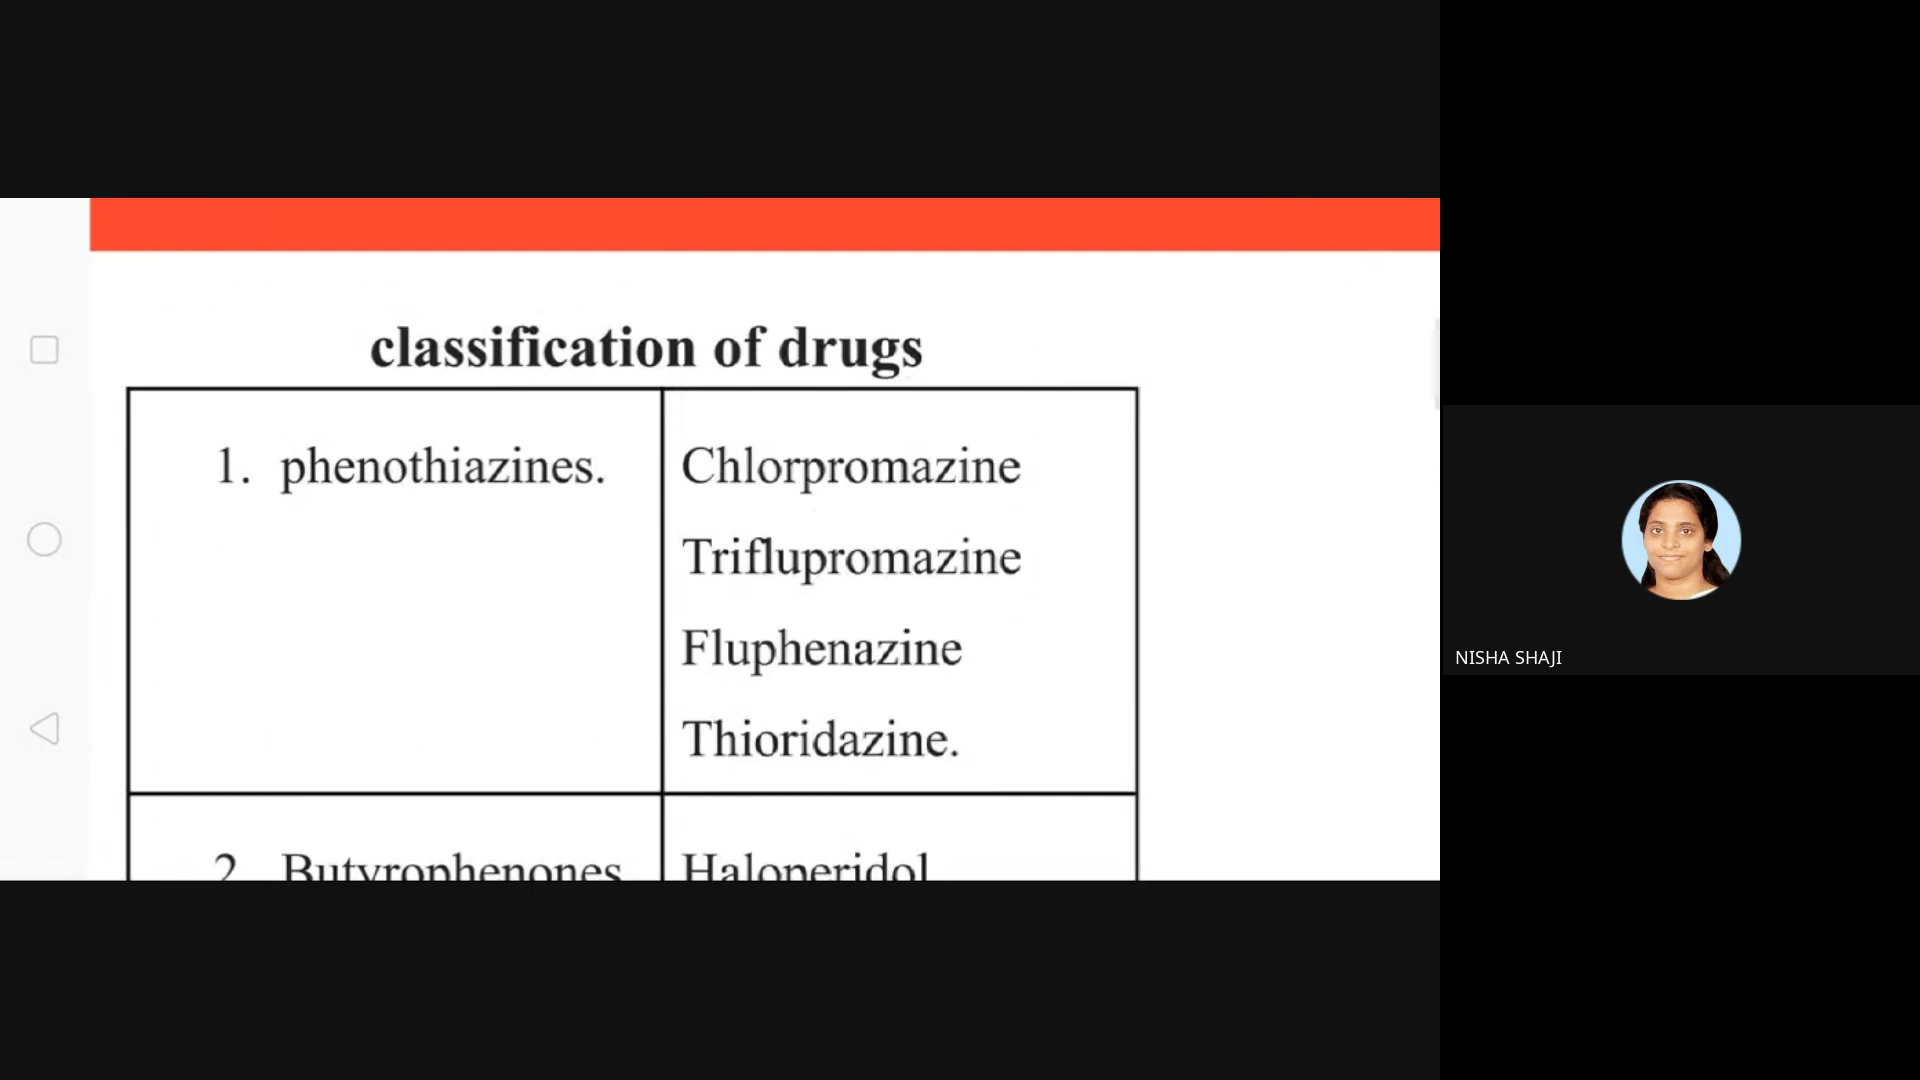 classification of drugs
1. phenothiazines.
Chlorpromazine
Triflupromazine
Fluphenazine
Thioridazine.
2. Butyrophenones
Haloperidol
NISHA SHAJI